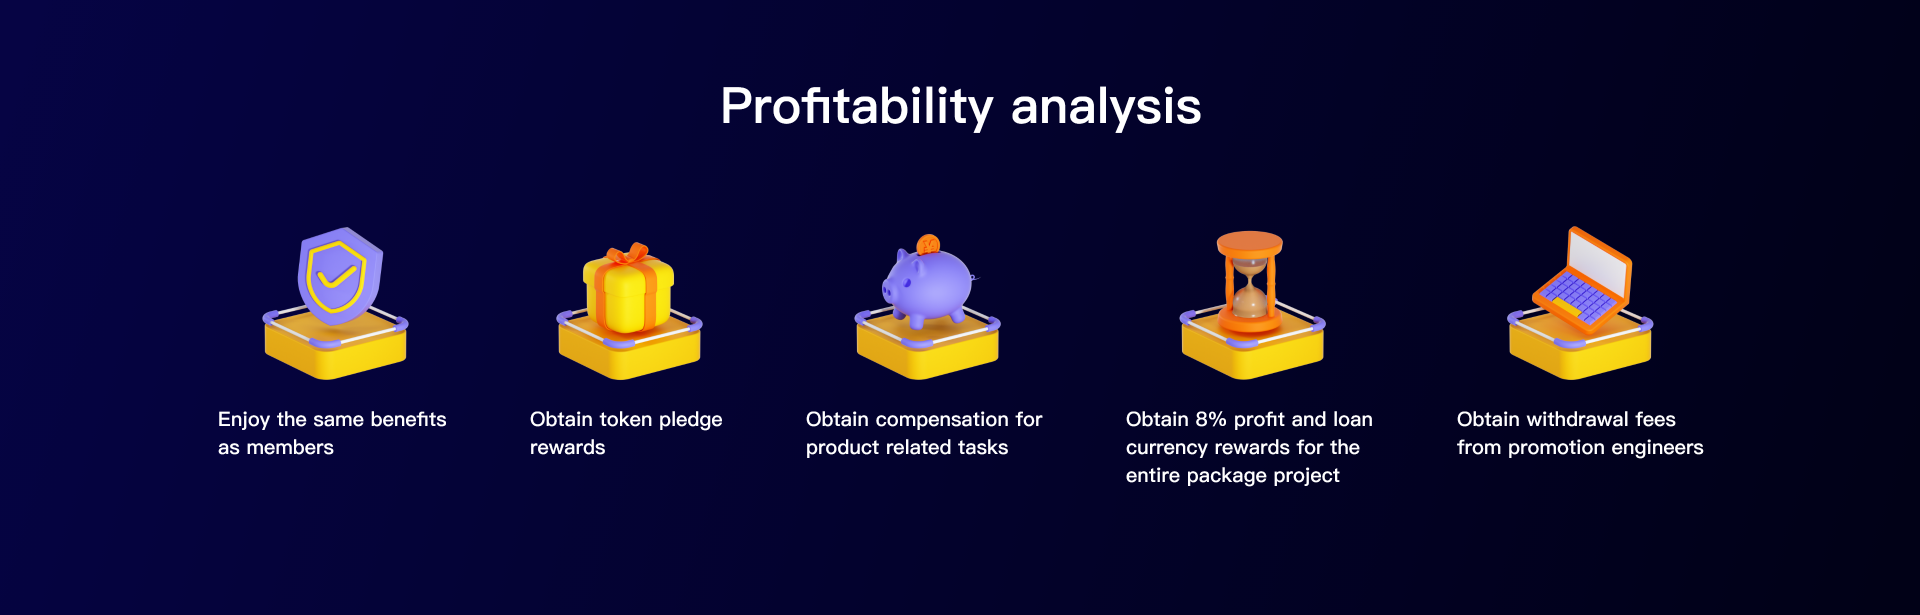 Profitability analysis
Enjoy the same benefits
as members
Obtain token pledge
rewards
Obtain compensation for
product related tasks
Obtain 8% profit and loan
currency rewards for the
entire package project
Obtain withdrawal fees
from promotion engineers